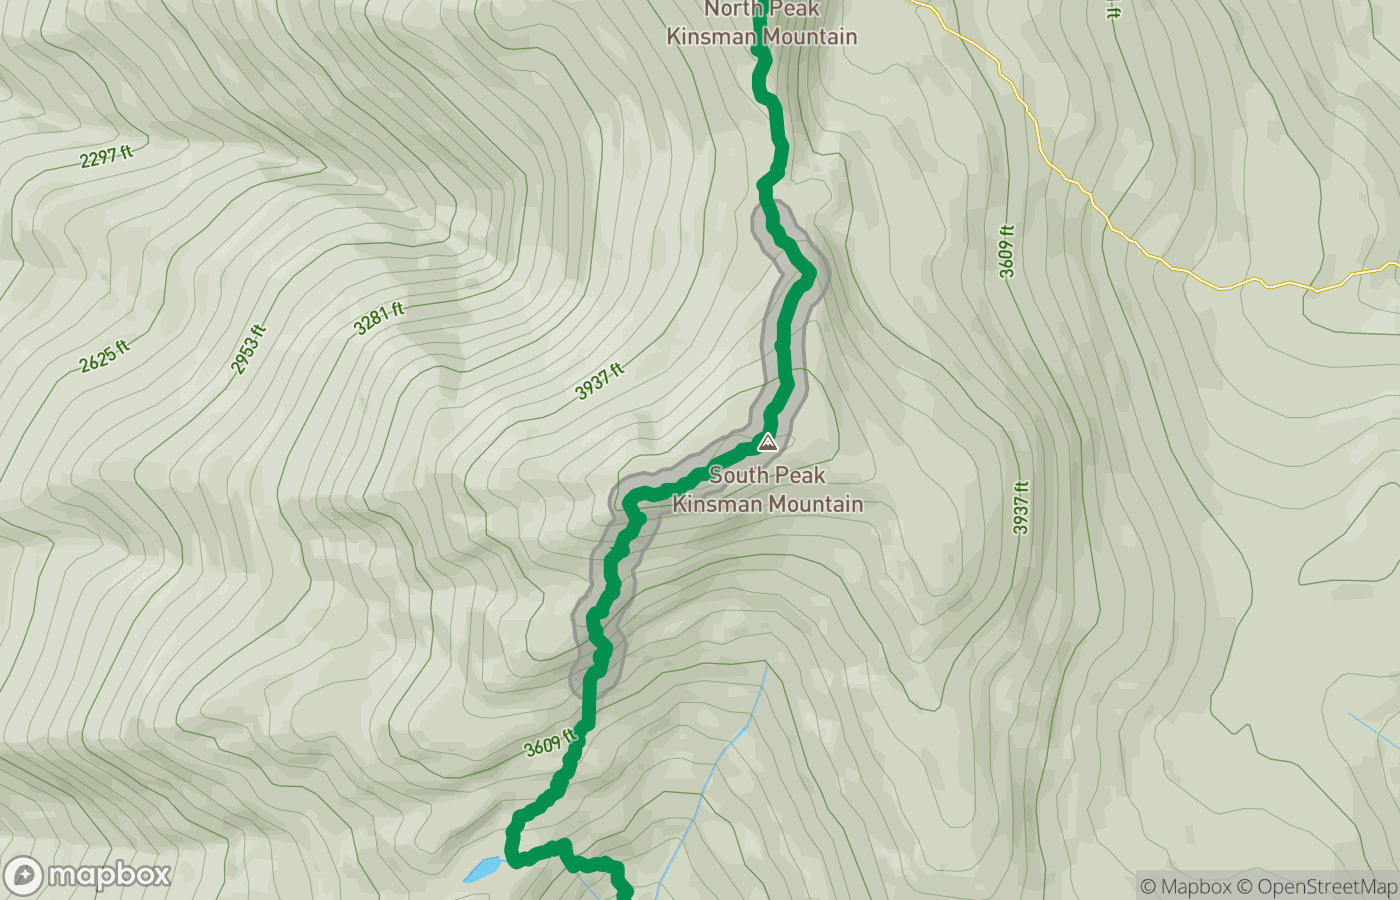 North Peak
Kinsman Mountain
ft
2297 ft
3609 ft
3281 ft
2953 ft
2625 ft
3937 ft
South Peak
Kinsman Mountain
3937 ft
3609 ft
mapbox
© Mapbox © OpenStreetMap